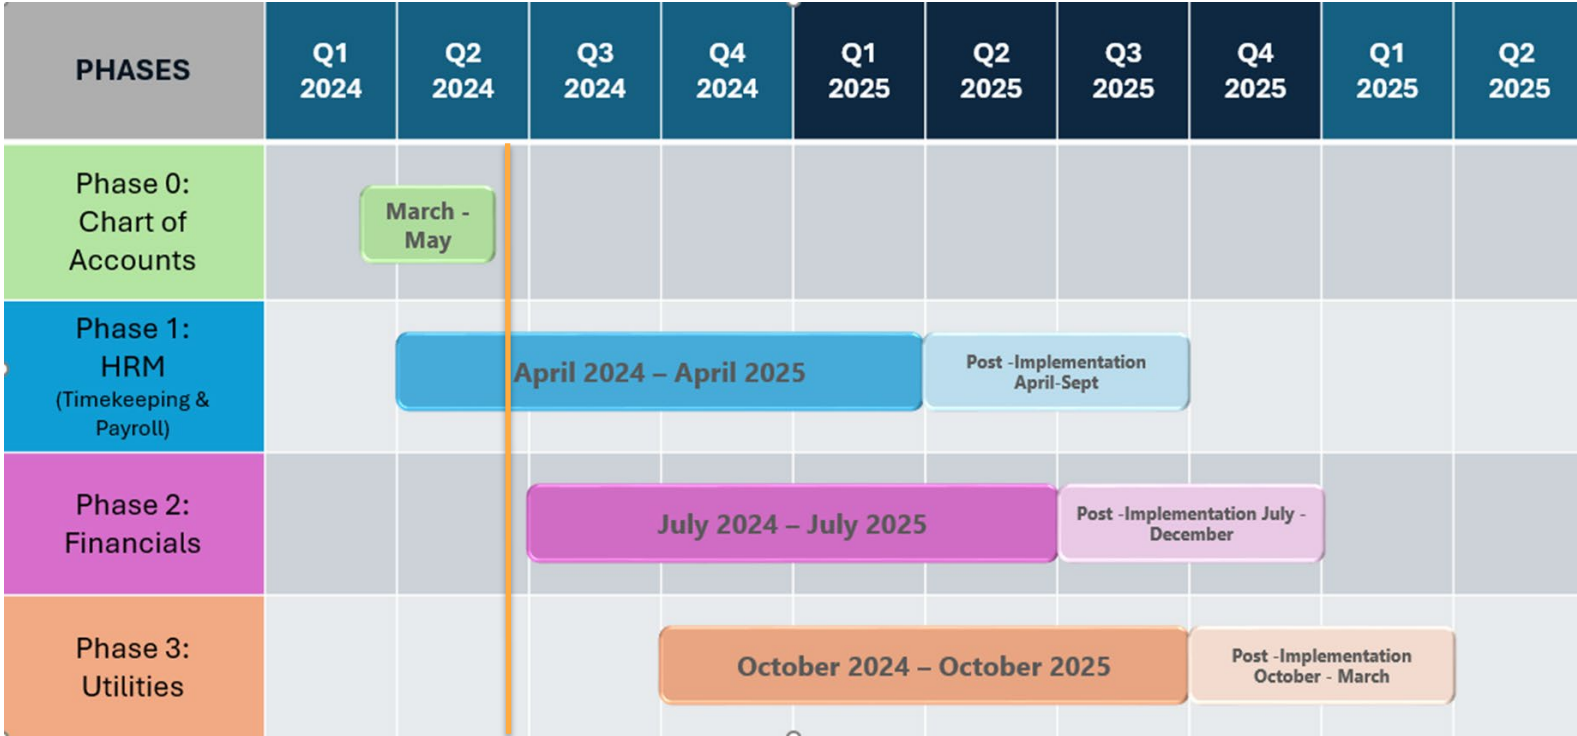 PHASES
Q1
2024
Q2
2024
Q3
2024
Q4
2024
Q1
2025
Q2
2025
Q3
2025
Q4
2025
Q1
2025
Q2
2025
Phase 0:
Chart of
Accounts
March -
May
Phase 1:
HRM
(Timekeeping &
Payroll)
April 2024 – April 2025
Post -Implementation
April-Sept
Phase 2:
Financials
July 2024 – July 2025
Post -Implementation July -
December
Phase 3:
Utilities
October 2024 – October 2025
Post -Implementation
October - March